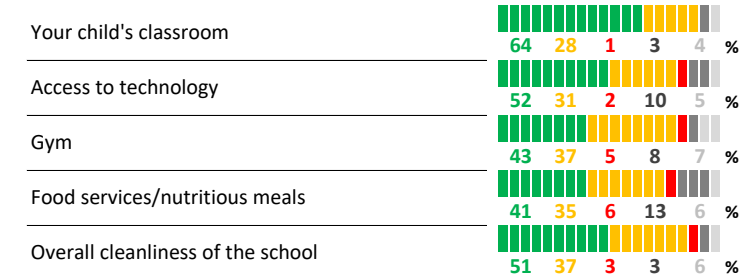 Your child's classroom
64 28 1 3 4 %
Access to technology
52 31 2 10 5 %
Gym
43 37 5 8 7 %
Food services/nutritious meals
41 35 6 13 6 %
Overall cleanliness of the school
51 37 3 3 6 %